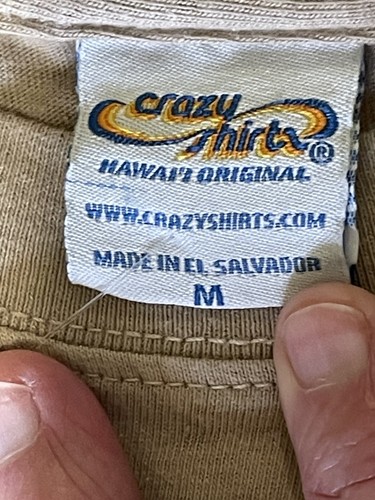 crazy
shirts®
HAWAI'I ORIGINAL
WWW.CRAZYSHIRTS.COM
MADE IN EL SALVADOR
M